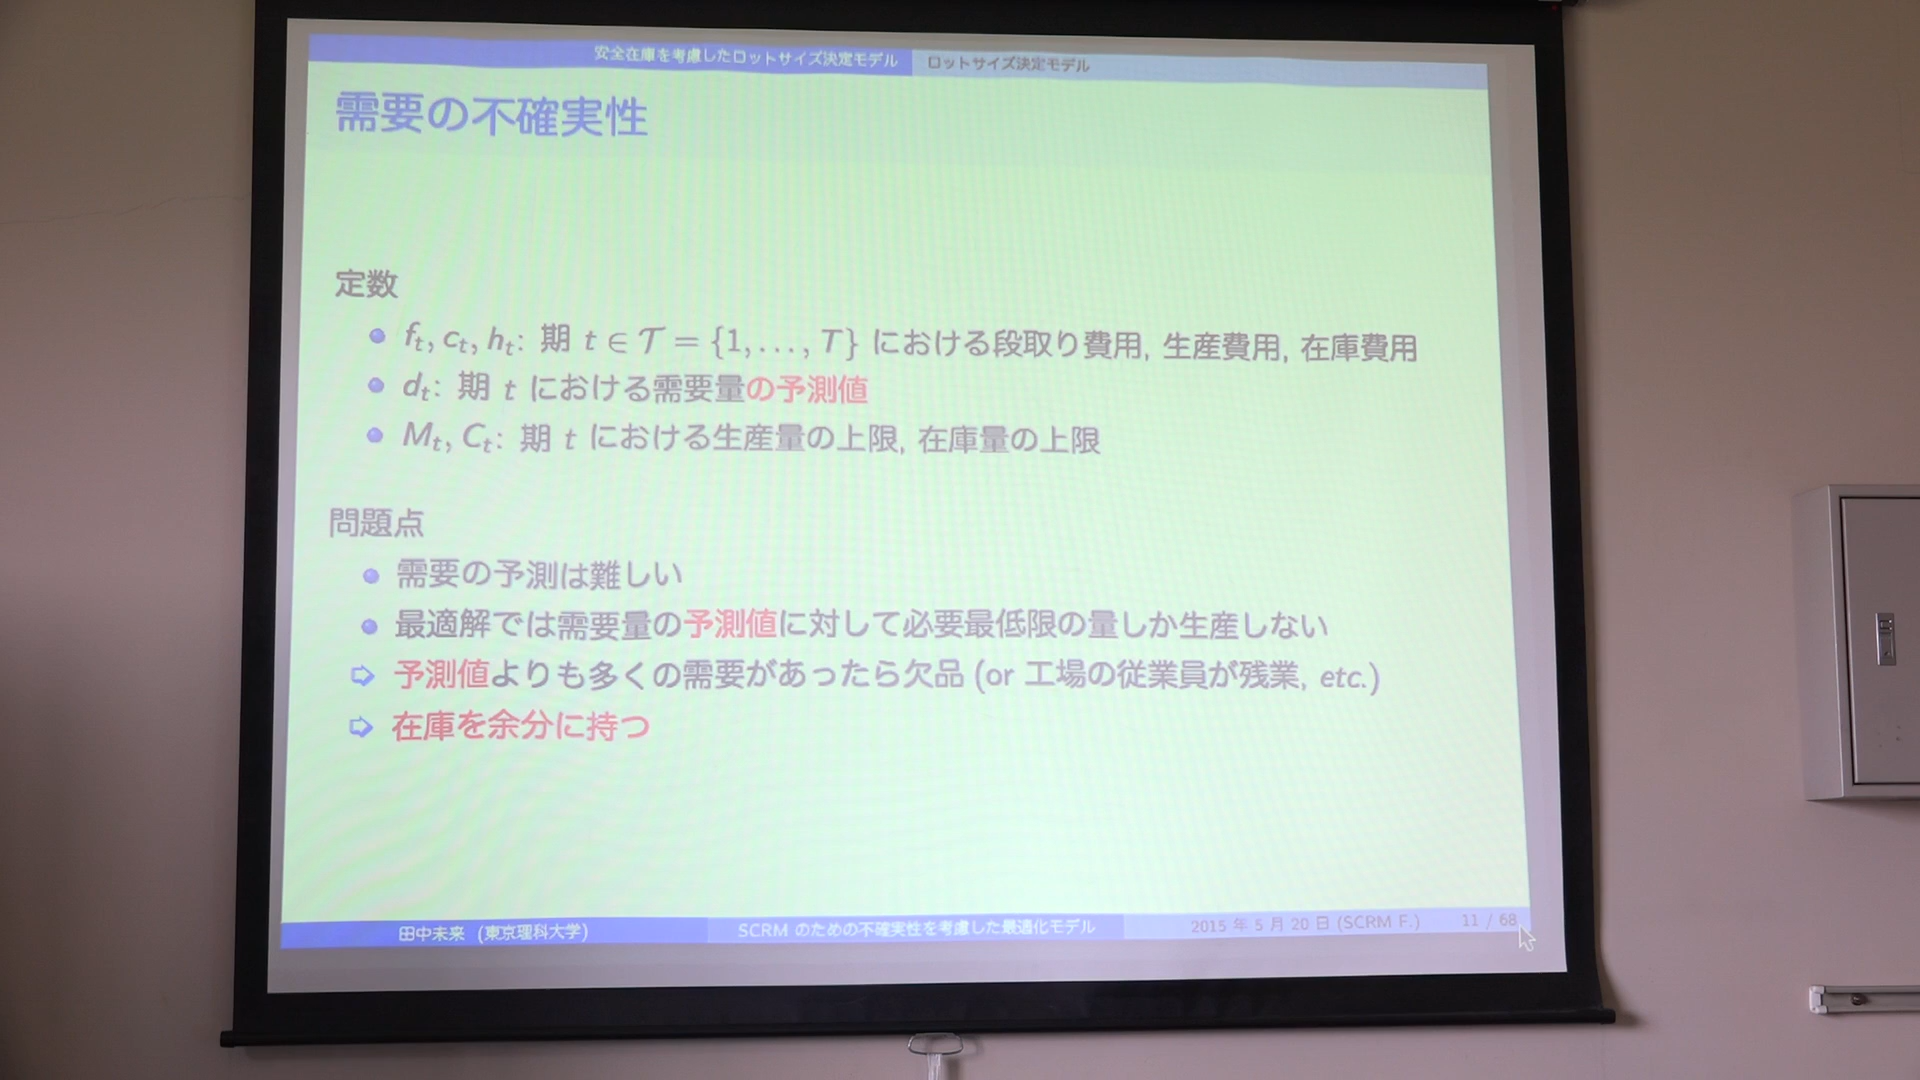 安全在庫を考慮したロットサイズ決定モデル ロットサイズ決定モデル
需要の不確実性
定数
f_t, c_t, h_t: 期 t ∈ 𝒯 = {1, . . . , T} における段取り費用, 生産費用, 在庫費用
d_t: 期 t における需要量の予測値
M_t, C_t: 期 t における生産量の上限, 在庫量の上限
問題点
需要の予測は難しい
最適解では需要量の予測値に対して必要最低限の量しか生産しない
予測値よりも多くの需要があったら欠品 (or 工場の従業員が残業, etc.)
在庫を余分に持つ
田中未来 (東京理科大学) SCRM のための不確実性を考慮した最適化モデル 2015 年 5 月 20 日 (SCRM F.) 11 / 68